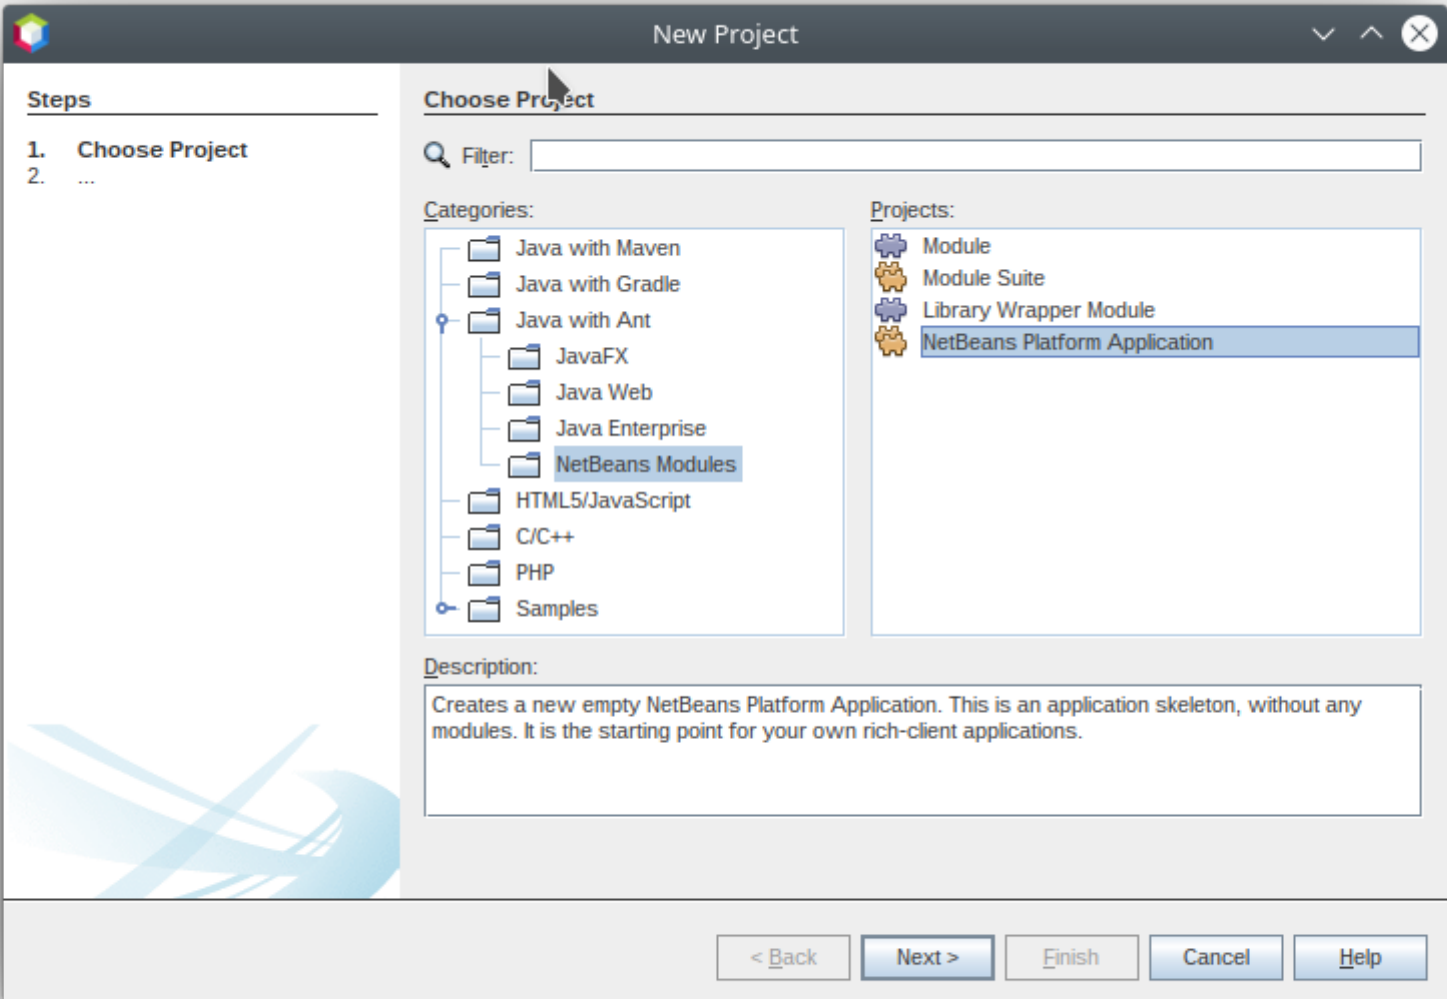 New Project
Steps
1. Choose Project
2. ...
Choose Project
Filter:
Categories:
Java with Maven
Java with Gradle
Java with Ant
JavaFX
Java Web
Java Enterprise
NetBeans Modules
HTML5/JavaScript
C/C++
PHP
Samples
Projects:
Module
Module Suite
Library Wrapper Module
NetBeans Platform Application
Description:
Creates a new empty NetBeans Platform Application. This is an application skeleton, without any
modules. It is the starting point for your own rich-client applications.
< Back
Next >
Finish
Cancel
Help